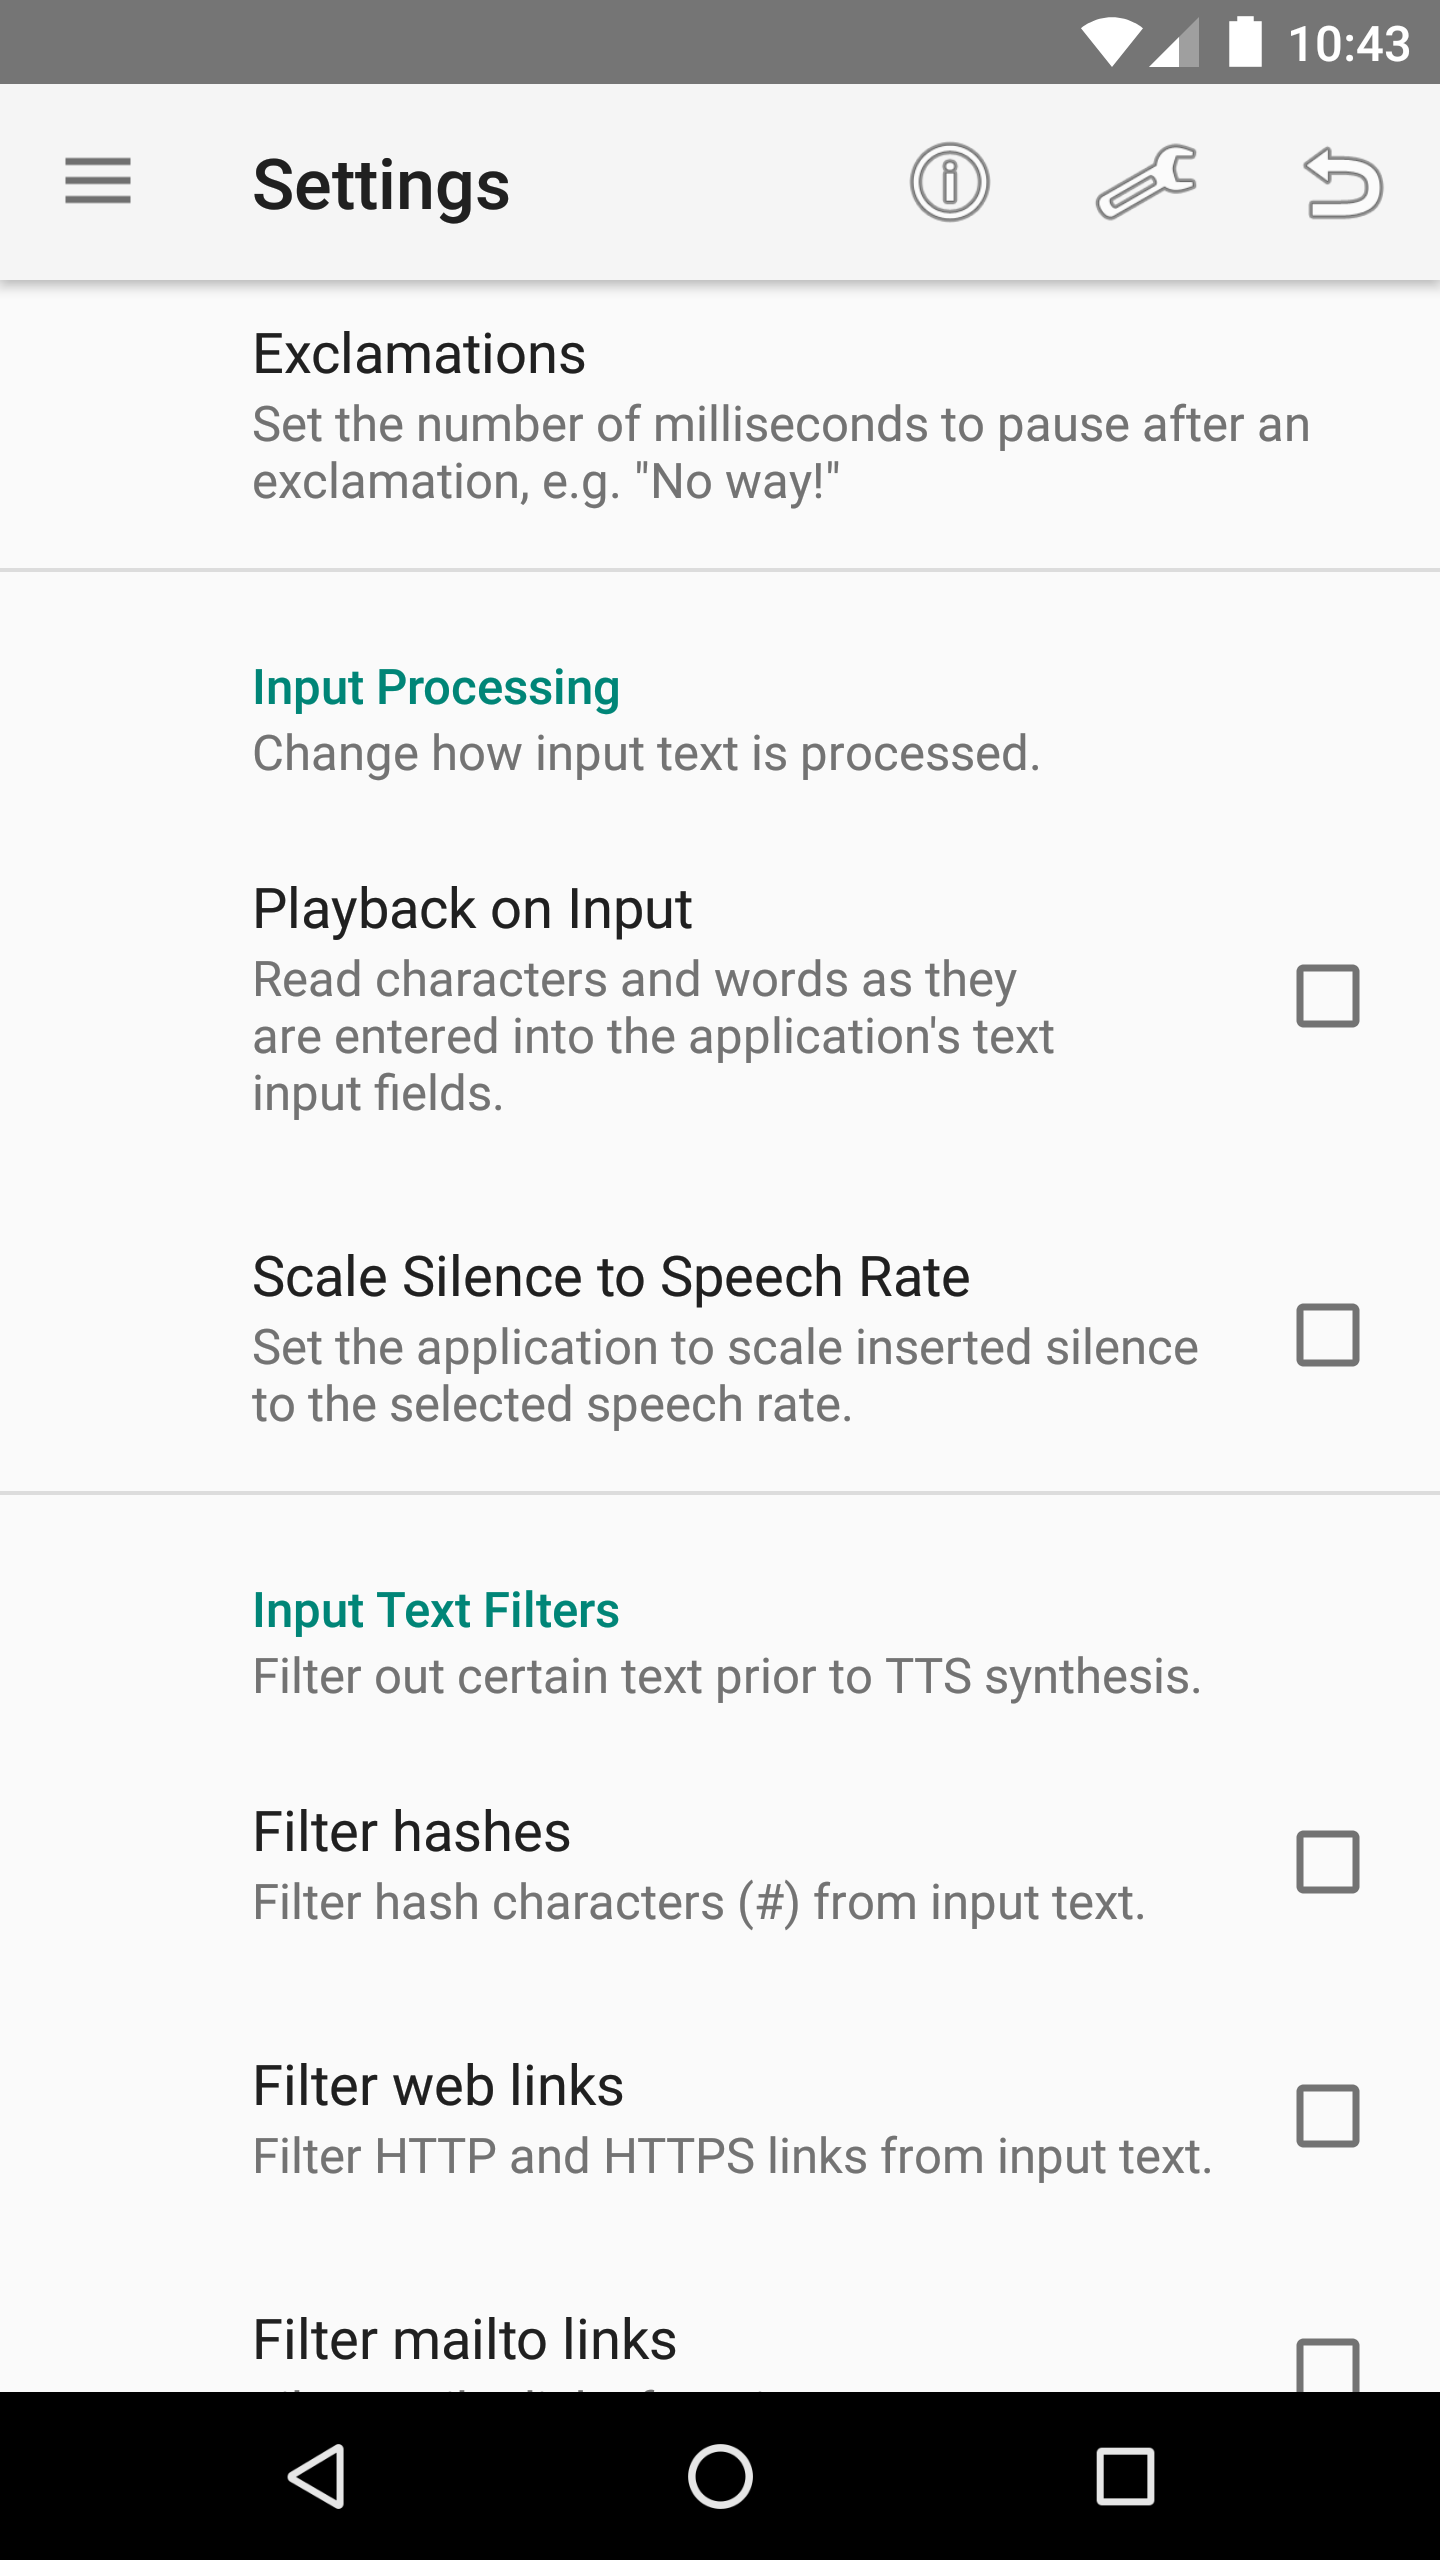 10:43
Settings
Exclamations
Set the number of milliseconds to pause after an
exclamation, e.g. "No way!"
Input Processing
Change how input text is processed.
Playback on Input
Read characters and words as they
are entered into the application's text
input fields.
Scale Silence to Speech Rate
Set the application to scale inserted silence
to the selected speech rate.
Input Text Filters
Filter out certain text prior to TTS synthesis.
Filter hashes
Filter hash characters (#) from input text.
Filter web links
Filter HTTP and HTTPS links from input text.
Filter mailto links